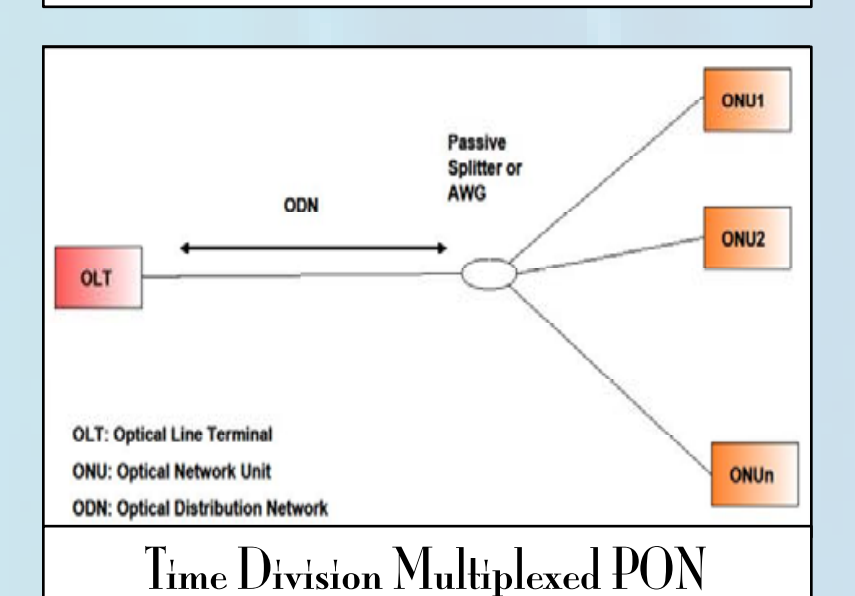 ONU1
Passive
Splitter or
AWG
ODN
ONU2
OLT
OLT: Optical Line Terminal
ONU: Optical Network Unit
ONUn
ODN: Optical Distribution Network
Time Division Multiplexed PON